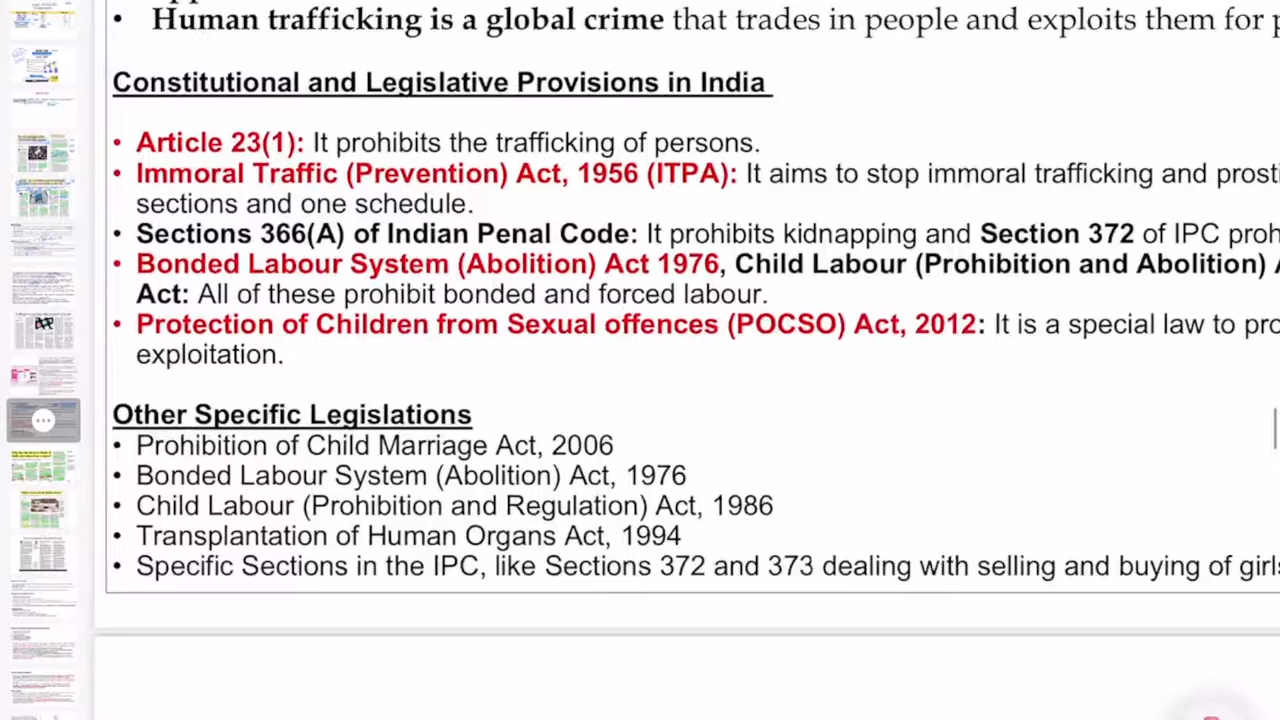 • Human trafficking is a global crime that trades in people and exploits them for
Constitutional and Legislative Provisions in India
• Article 23(1): It prohibits the trafficking of persons.
• Immoral Traffic (Prevention) Act, 1956 (ITPA): It aims to stop immoral trafficking and prosti
sections and one schedule.
• Sections 366(A) of Indian Penal Code: It prohibits kidnapping and Section 372 of IPC proh
• Bonded Labour System (Abolition) Act 1976, Child Labour (Prohibition and Abolition)
Act: All of these prohibit bonded and forced labour.
• Protection of Children from Sexual offences (POCSO) Act, 2012: It is a special law to pro
exploitation.
Other Specific Legislations
• Prohibition of Child Marriage Act, 2006
• Bonded Labour System (Abolition) Act, 1976
• Child Labour (Prohibition and Regulation) Act, 1986
• Transplantation of Human Organs Act, 1994
• Specific Sections in the IPC, like Sections 372 and 373 dealing with selling and buying of girls